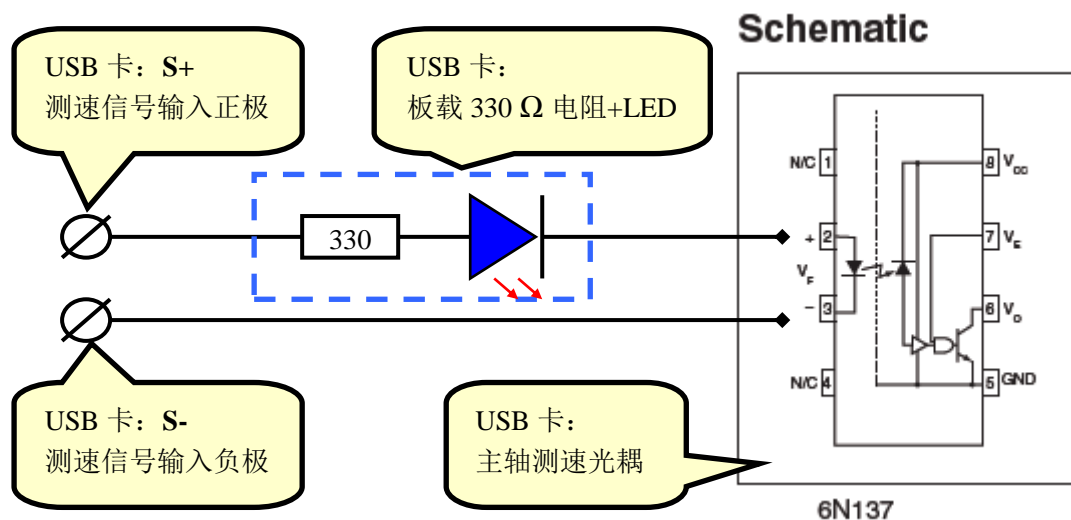 Schematic
USB 卡：S+
测速信号输入正极
USB 卡：
板载 330 Ω 电阻+LED
330
N/C 1
+ 2
V_F
- 3
N/C 4
8 V_CC
7 V_E
6 V_O
5 GND
USB 卡：S-
测速信号输入负极
USB 卡：
主轴测速光耦
6N137